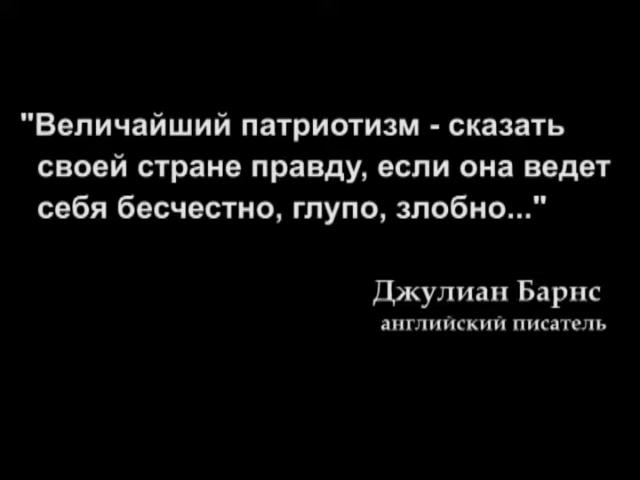 "Величайший патриотизм - сказать
своей стране правду, если она ведет
себя бесчестно, глупо, злобно..."
Джулиан Барнс
английский писатель